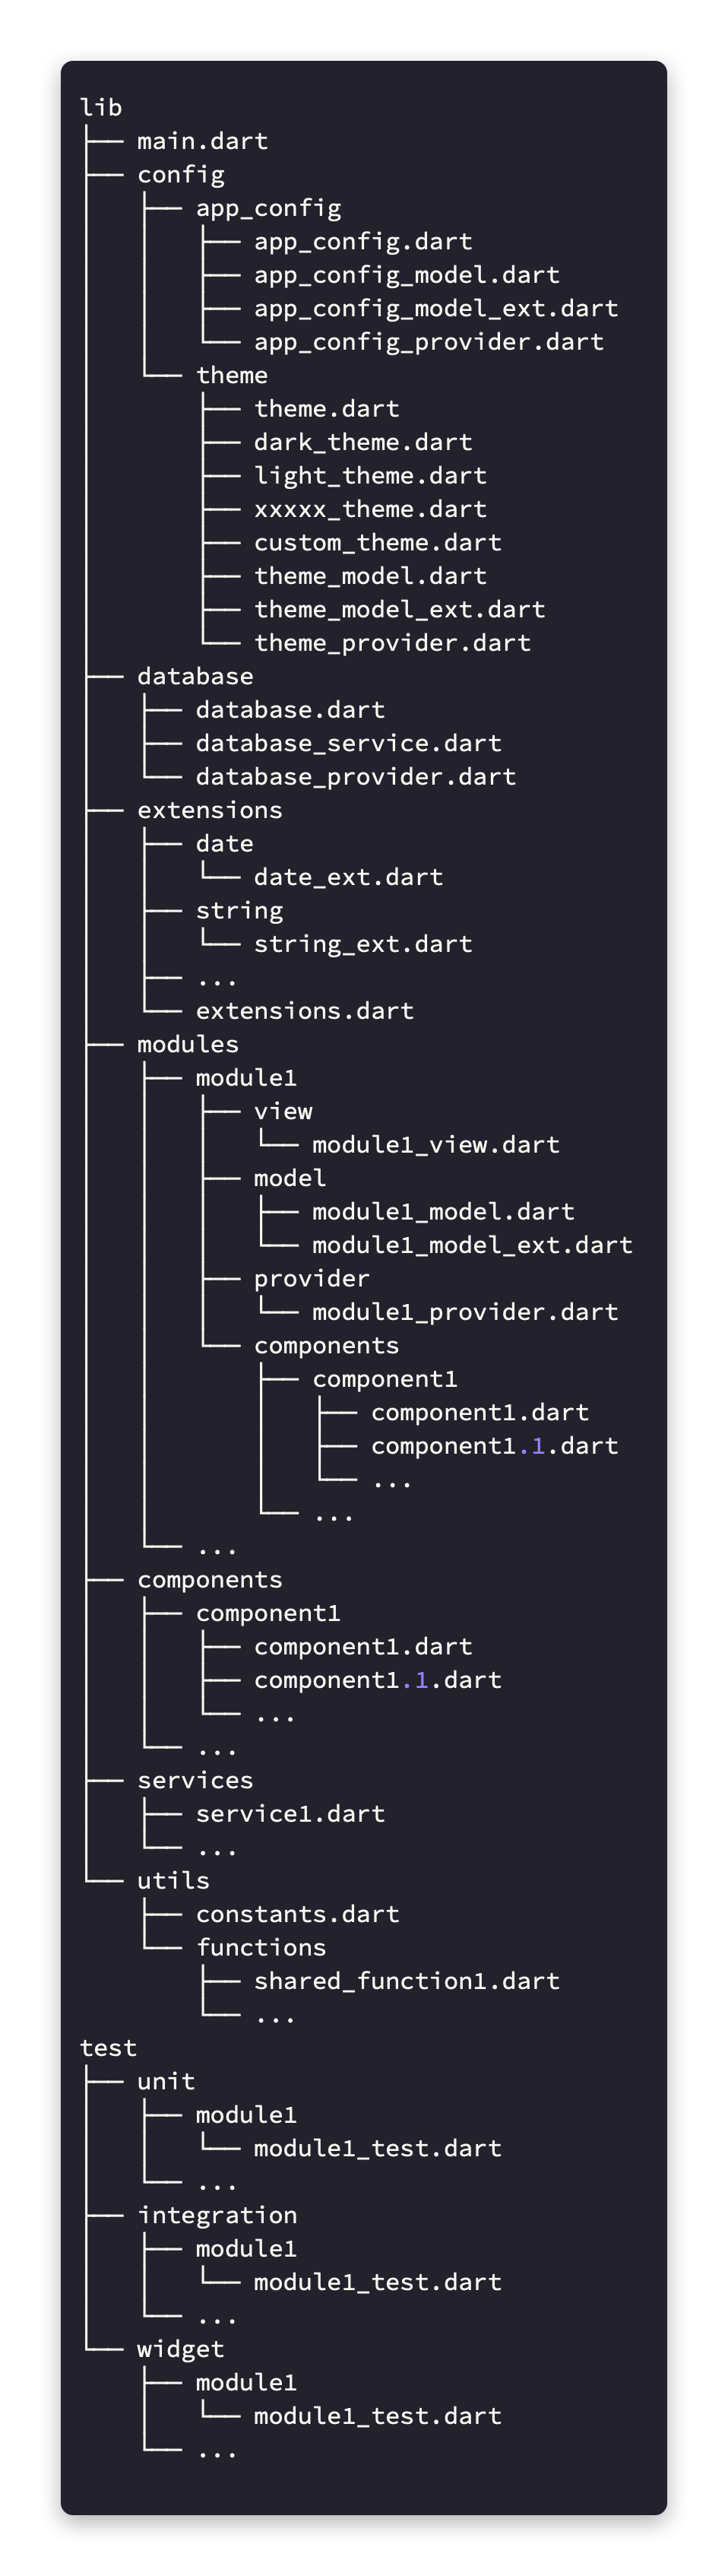 lib
├── main.dart
├── config
│   ├── app_config
│   │   ├── app_config.dart
│   │   ├── app_config_model.dart
│   │   ├── app_config_model_ext.dart
│   │   └── app_config_provider.dart
│   └── theme
│       ├── theme.dart
│       ├── dark_theme.dart
│       ├── light_theme.dart
│       ├── xxxxx_theme.dart
│       ├── custom_theme.dart
│       ├── theme_model.dart
│       ├── theme_model_ext.dart
│       └── theme_provider.dart
├── database
│   ├── database.dart
│   ├── database_service.dart
│   └── database_provider.dart
├── extensions
│   ├── date
│   │   └── date_ext.dart
│   ├── string
│   │   └── string_ext.dart
│   ├── ...
│   └── extensions.dart
├── modules
│   ├── module1
│   │   ├── view
│   │   │   └── module1_view.dart
│   │   ├── model
│   │   │   ├── module1_model.dart
│   │   │   └── module1_model_ext.dart
│   │   ├── provider
│   │   │   └── module1_provider.dart
│   │   └── components
│   │       ├── component1
│   │       │   ├── component1.dart
│   │       │   ├── component1.1.dart
│   │       │   └── ...
│   │       └── ...
│   └── ...
├── components
│   ├── component1
│   │   ├── component1.dart
│   │   ├── component1.1.dart
│   │   └── ...
│   └── ...
├── services
│   ├── service1.dart
│   └── ...
└── utils
    ├── constants.dart
    └── functions
        ├── shared_function1.dart
        └── ...
test
├── unit
│   ├── module1
│   │   └── module1_test.dart
│   └── ...
├── integration
│   ├── module1
│   │   └── module1_test.dart
│   └── ...
└── widget
    ├── module1
    │   └── module1_test.dart
    └── ...